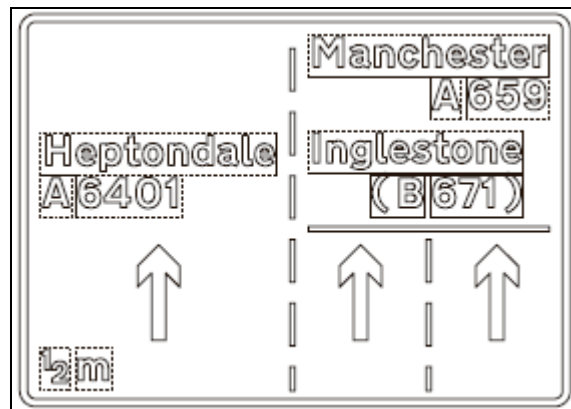 Heptondale
A6401
Manchester
A659
Inglestone
(B671)
½ m